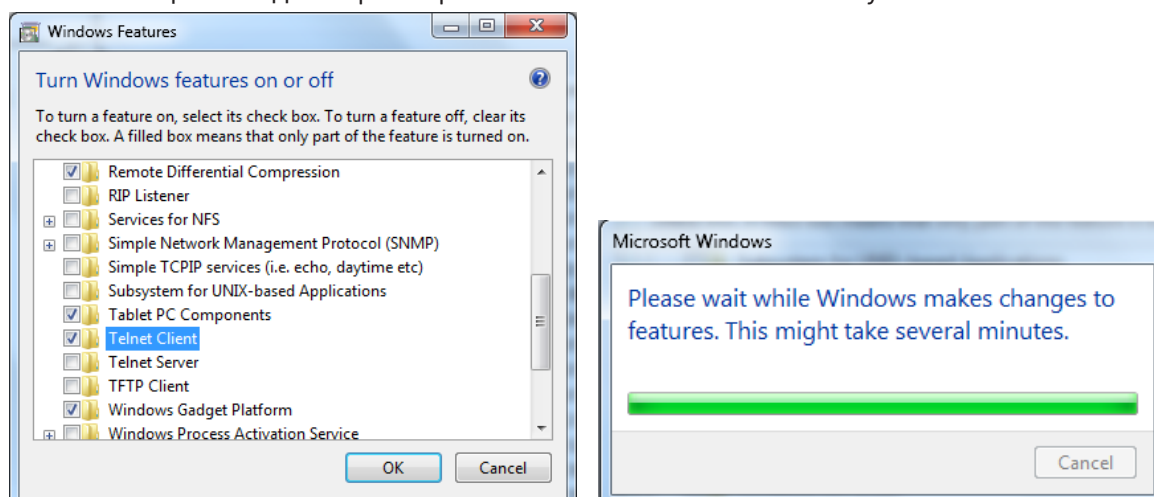 Windows Features
Turn Windows features on or off
To turn a feature on, select its check box. To turn a feature off, clear its
check box. A filled box means that only part of the feature is turned on.
Remote Differential Compression
RIP Listener
Services for NFS
Simple Network Management Protocol (SNMP)
Simple TCPIP services (i.e. echo, daytime etc)
Subsystem for UNIX-based Applications
Tablet PC Components
Telnet Client
Telnet Server
TFTP Client
Windows Gadget Platform
Windows Process Activation Service
OK
Cancel
Microsoft Windows
Please wait while Windows makes changes to
features. This might take several minutes.
Cancel